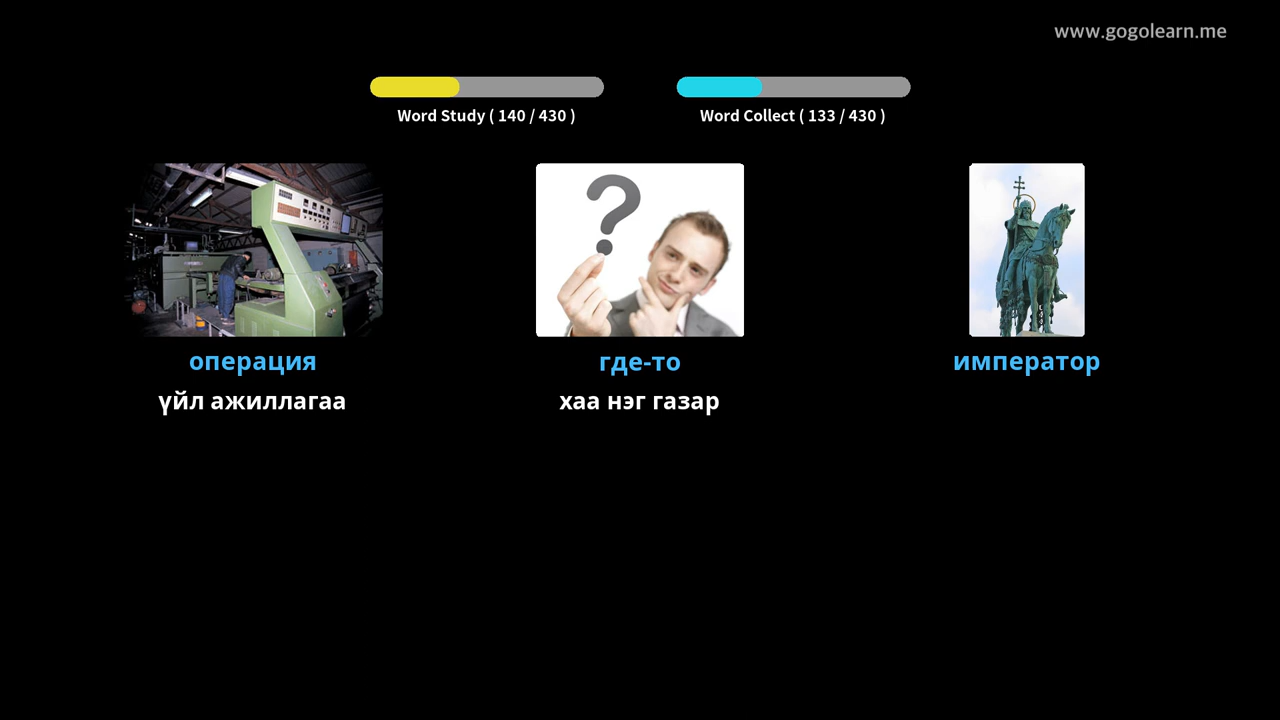 www.gogolearn.me
Word Study ( 140 / 430 )
Word Collect ( 133 / 430 )
операция
где-то
император
үйл ажиллагаа
хаа нэг газар